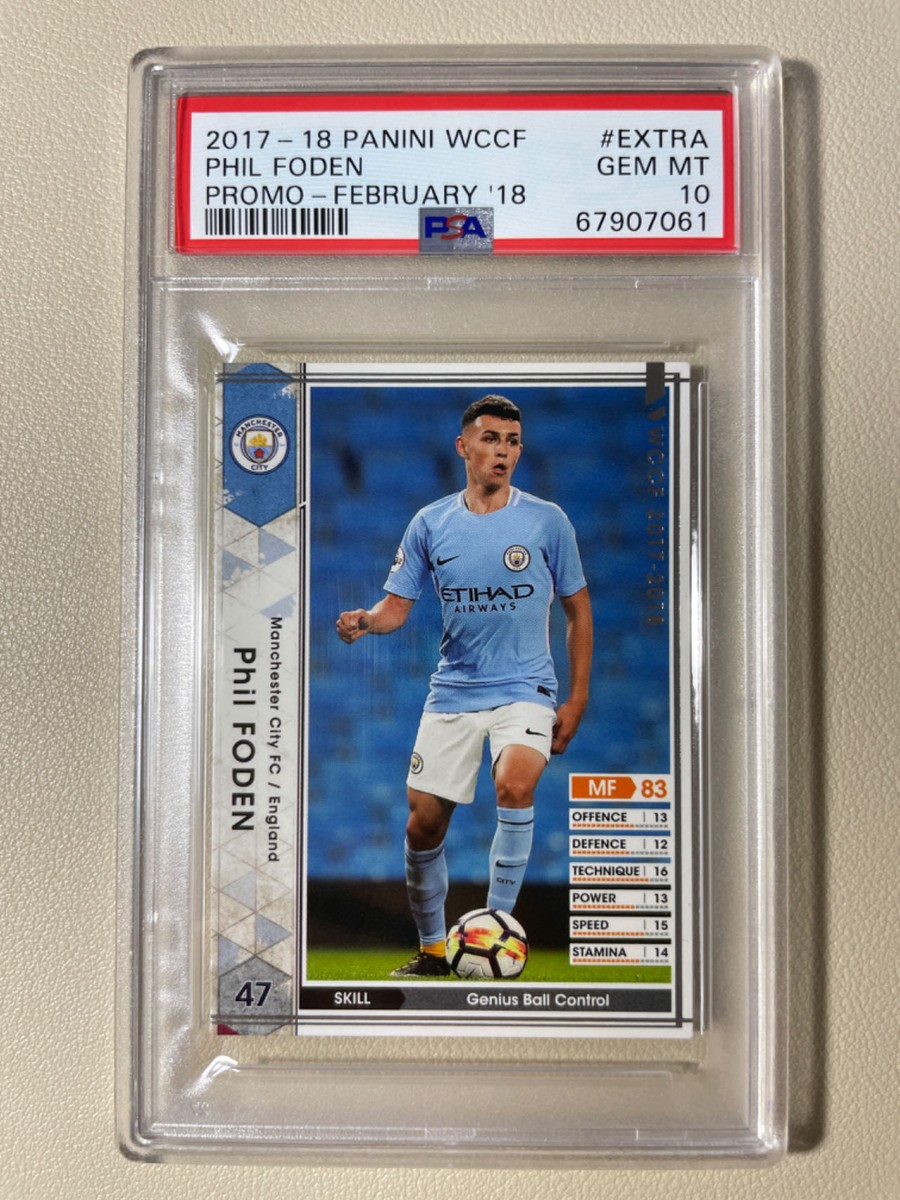 2017-18 PANINI WCCF #EXTRA
PHIL FODEN GEM MT
PROMO-FEBRUARY '18 10
PSA 67907061
MANCHESTER
CITY
WCCF 2017-2018
ETIHAD
AIRWAYS
Manchester City FC / England
Phil FODEN
MF 83
OFFENCE 13
DEFENCE 12
TECHNIQUE 16
POWER 13
SPEED 15
STAMINA 14
CITY
47
SKILL Genius Ball Control